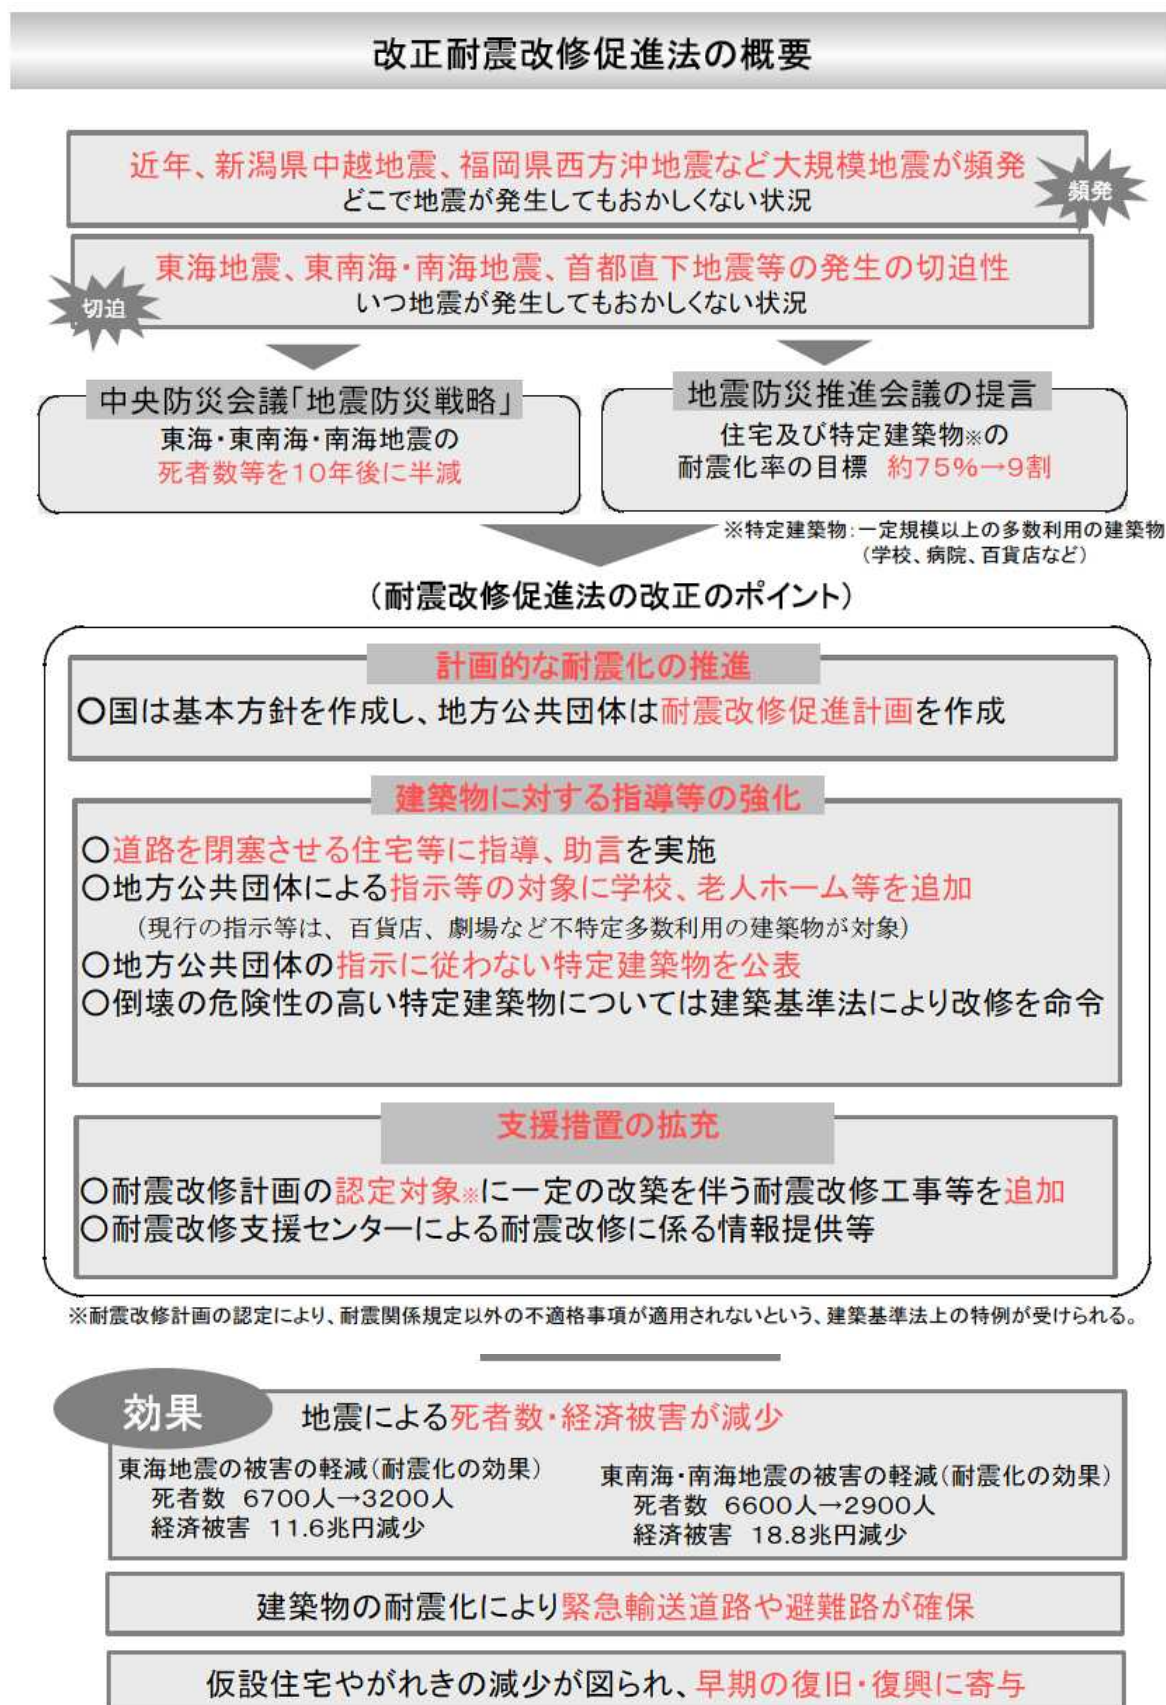 改正耐震改修促進法の概要
近年、新潟県中越地震、福岡県西方沖地震など大規模地震が頻発
どこで地震が発生してもおかしくない状況
頻発
東海地震、東南海・南海地震、首都直下地震等の発生の切迫性
いつ地震が発生してもおかしくない状況
切迫
中央防災会議「地震防災戦略」
東海・東南海・南海地震の
死者数等を10年後に半減
地震防災推進会議の提言
住宅及び特定建築物※の
耐震化率の目標 約75%→9割
※特定建築物:一定規模以上の多数利用の建築物
(学校、病院、百貨店など)
(耐震改修促進法の改正のポイント)
計画的な耐震化の推進
○国は基本方針を作成し、地方公共団体は耐震改修促進計画を作成
建築物に対する指導等の強化
○道路を閉塞させる住宅等に指導、助言を実施
○地方公共団体による指示等の対象に学校、老人ホーム等を追加
(現行の指示等は、百貨店、劇場など不特定多数利用の建築物が対象)
○地方公共団体の指示に従わない特定建築物を公表
○倒壊の危険性の高い特定建築物については建築基準法により改修を命令
支援措置の拡充
○耐震改修計画の認定対象※に一定の改築を伴う耐震改修工事等を追加
○耐震改修支援センターによる耐震改修に係る情報提供等
※耐震改修計画の認定により、耐震関係規定以外の不適格事項が適用されないという、建築基準法上の特例が受けられる。
効果
地震による死者数・経済被害が減少
東海地震の被害の軽減(耐震化の効果)
死者数 6700人→3200人
経済被害 11.6兆円減少
東南海・南海地震の被害の軽減(耐震化の効果)
死者数 6600人→2900人
経済被害 18.8兆円減少
建築物の耐震化により緊急輸送道路や避難路が確保
仮設住宅やがれきの減少が図られ、早期の復旧・復興に寄与